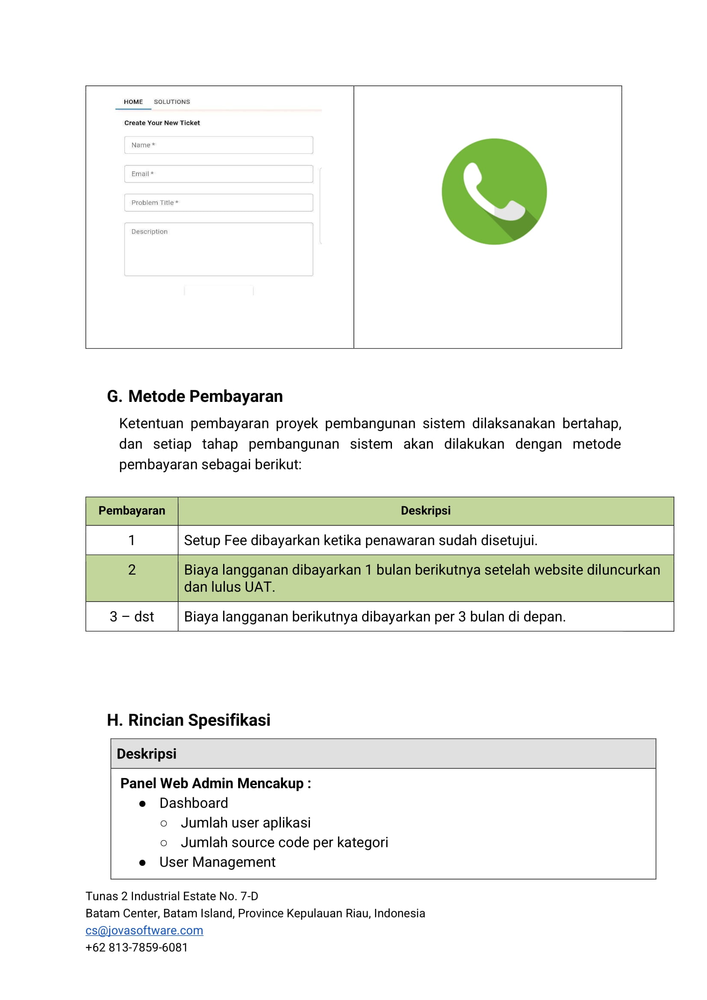 HOME SOLUTIONS
Create Your New Ticket
Name *
Email *
Problem Title *
Description
G. Metode Pembayaran
Ketentuan pembayaran proyek pembangunan sistem dilaksanakan bertahap,
dan setiap tahap pembangunan sistem akan dilakukan dengan metode
pembayaran sebagai berikut:
Pembayaran Deskripsi
1 Setup Fee dibayarkan ketika penawaran sudah disetujui.
2 Biaya langganan dibayarkan 1 bulan berikutnya setelah website diluncurkan
dan lulus UAT.
3 – dst Biaya langganan berikutnya dibayarkan per 3 bulan di depan.
H. Rincian Spesifikasi
Deskripsi
Panel Web Admin Mencakup :
● Dashboard
○ Jumlah user aplikasi
○ Jumlah source code per kategori
● User Management
Tunas 2 Industrial Estate No. 7-D
Batam Center, Batam Island, Province Kepulauan Riau, Indonesia
cs@jovasoftware.com
+62 813-7859-6081